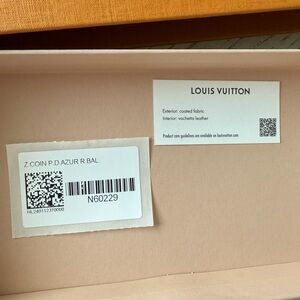 LOUIS VUITTON
Exterior: coated fabric
Interior: vachetta leather
Product care guidelines are available on louisvuitton.com
Z.COIN P.D.AZUR R.BAL
N60229